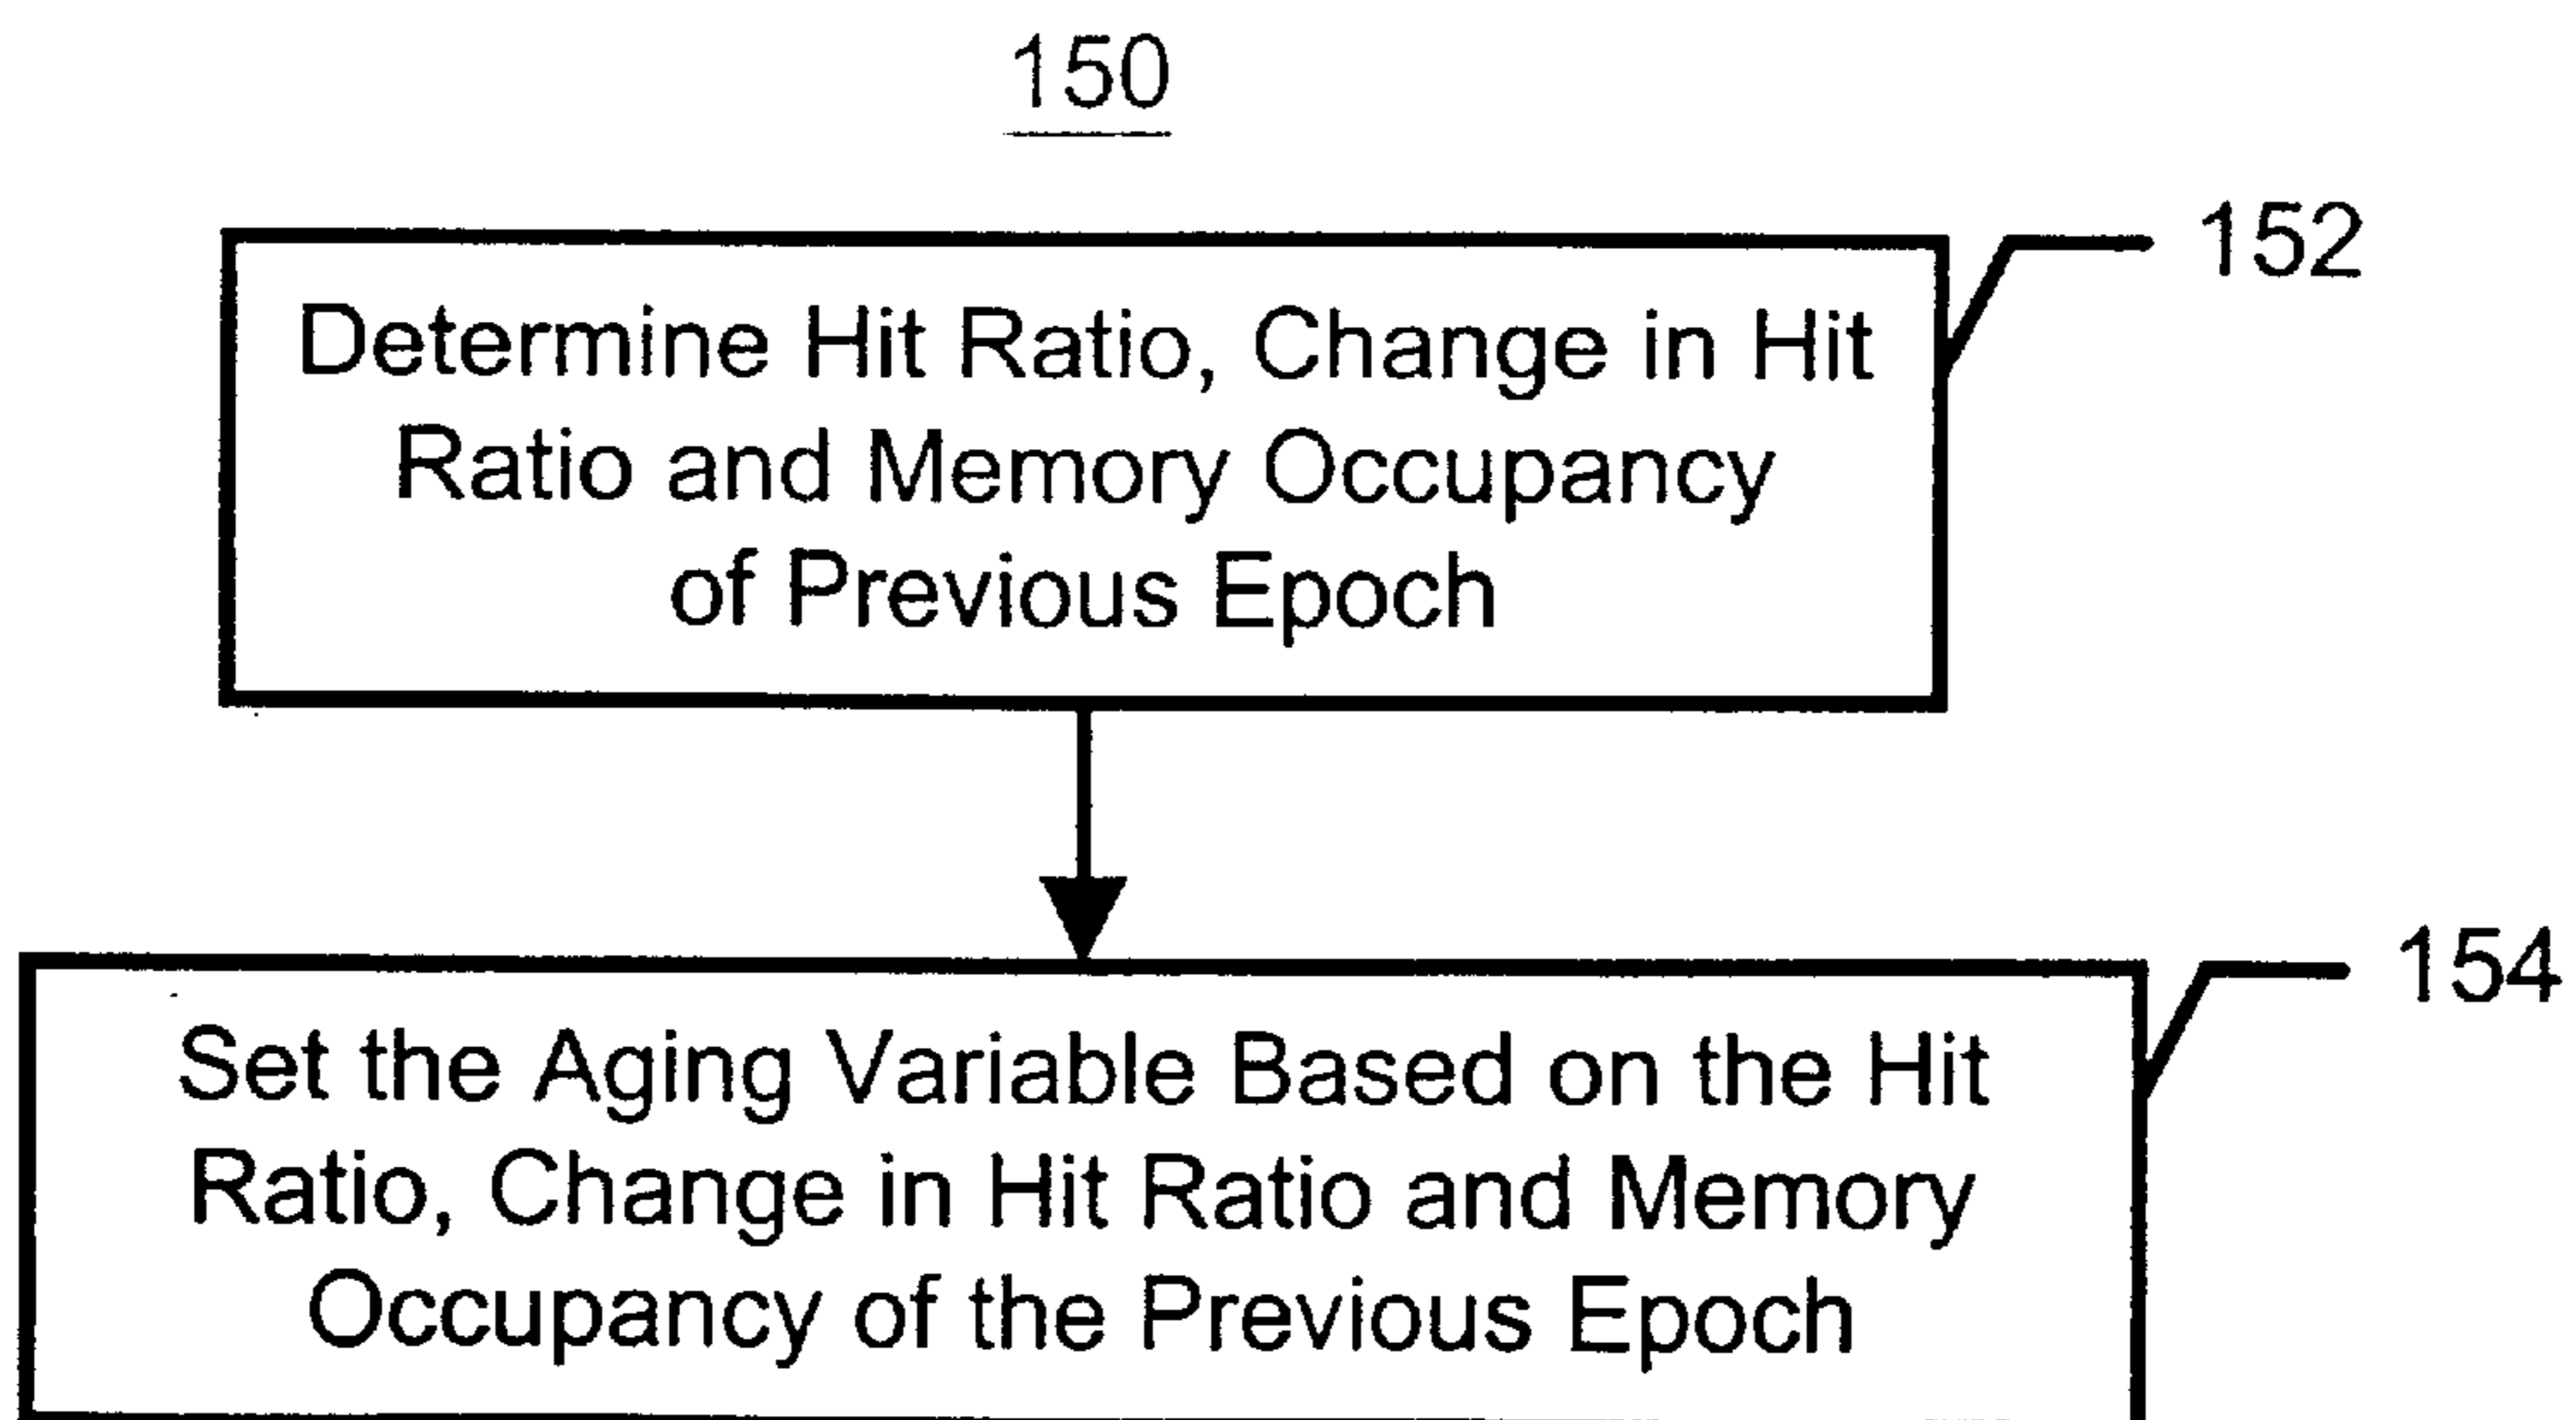 150
152
Determine Hit Ratio, Change in Hit
Ratio and Memory Occupancy
of Previous Epoch
154
Set the Aging Variable Based on the Hit
Ratio, Change in Hit Ratio and Memory
Occupancy of the Previous Epoch